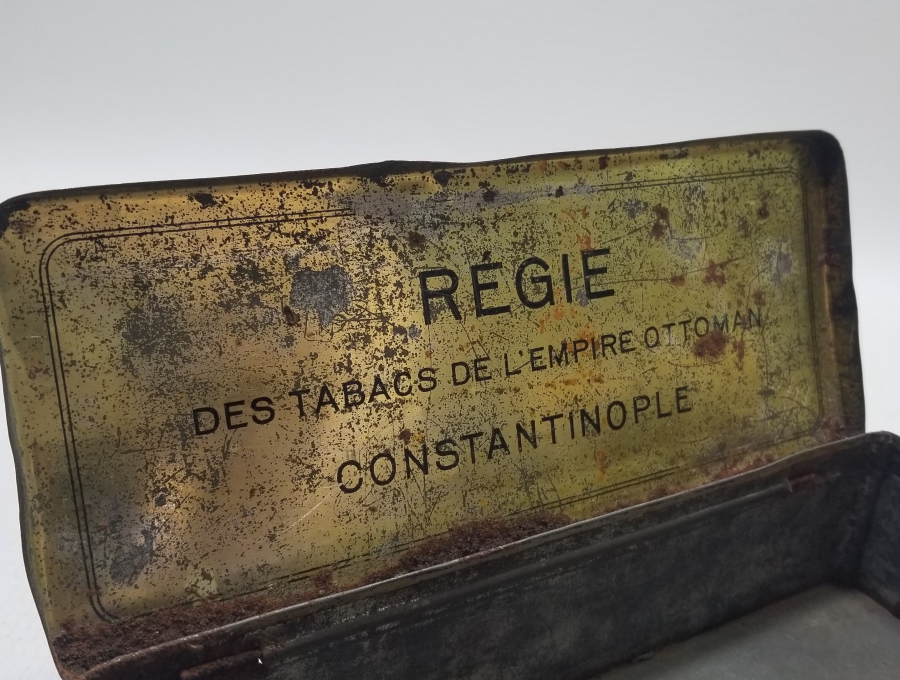 RÉGIE
DES TABACS DE L'EMPIRE OTTOMAN
CONSTANTINOPLE